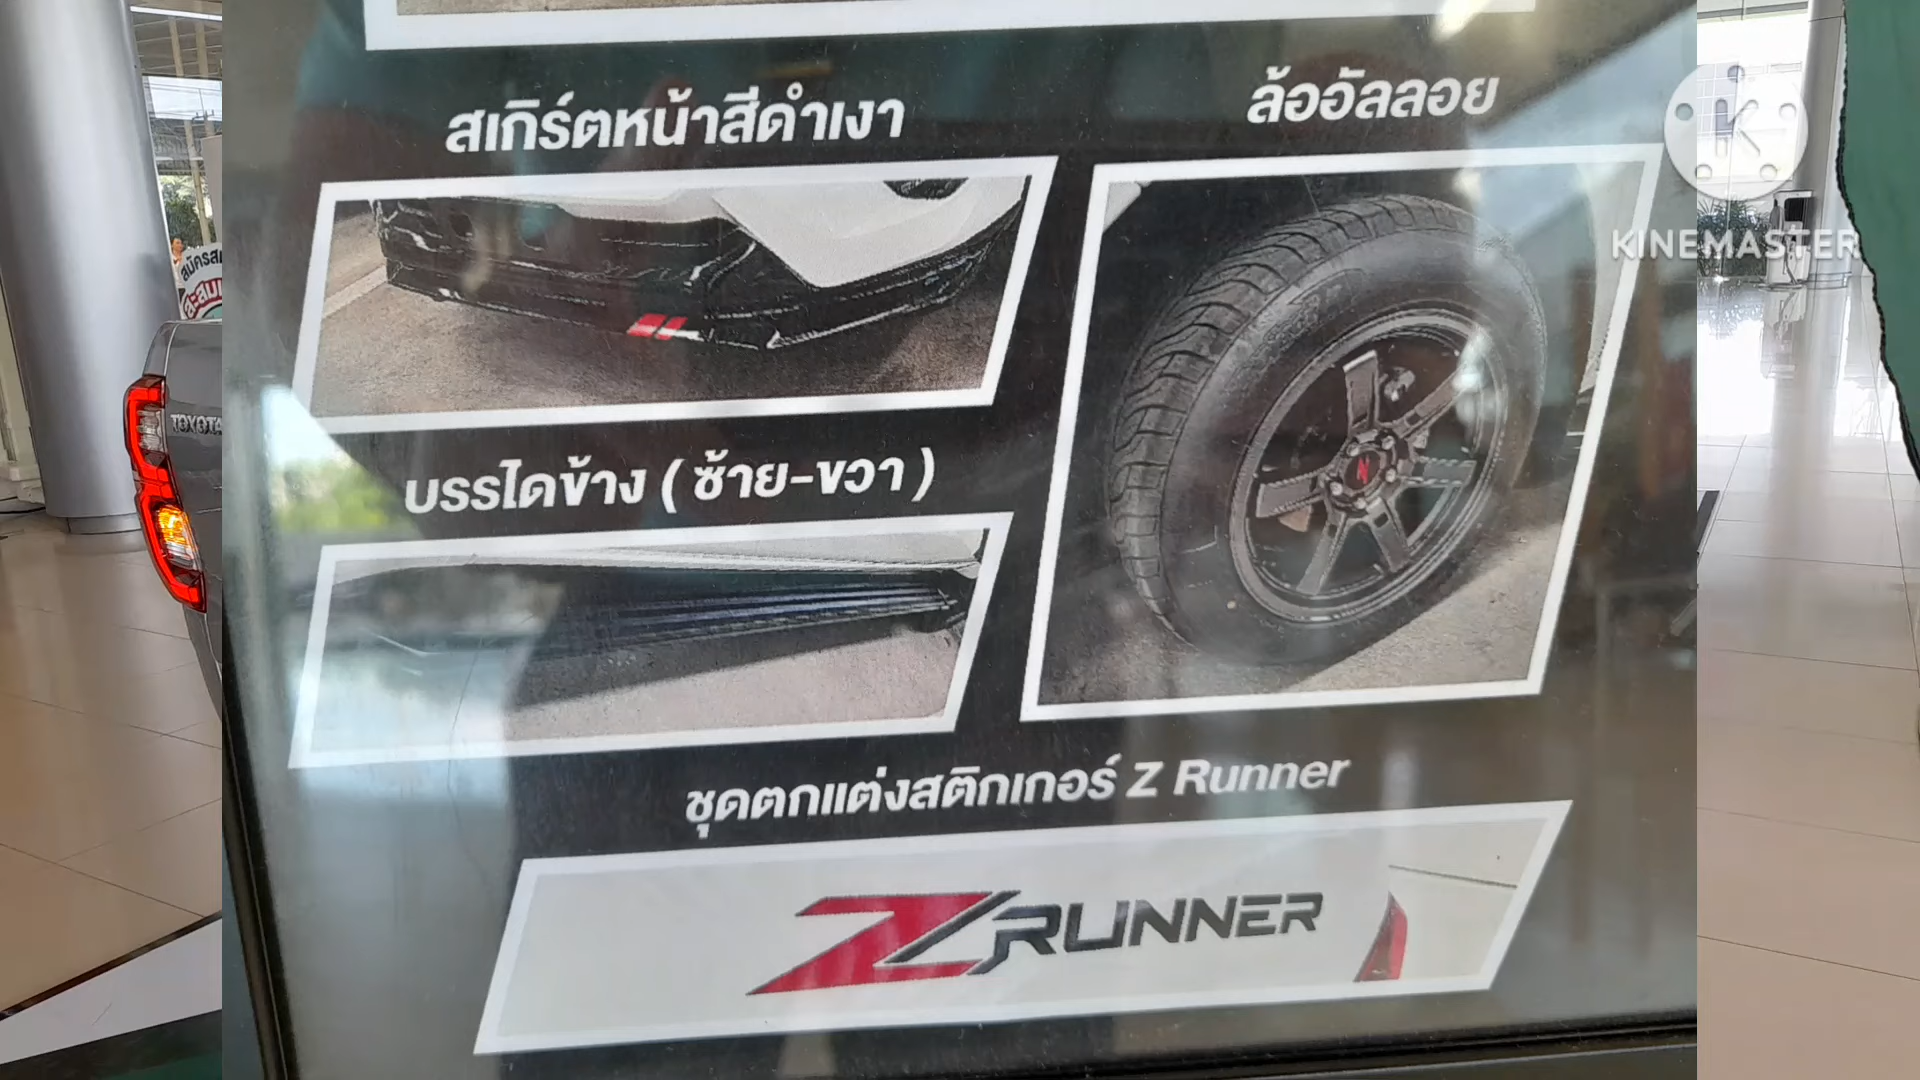 สเกิร์ตหน้าสีดำเงา
ล้ออัลลอย
บรรไดข้าง ( ซ้าย-ขวา )
ชุดตกแต่งสติกเกอร์ Z Runner
Z RUNNER
TOYOTA
KINEMASTER